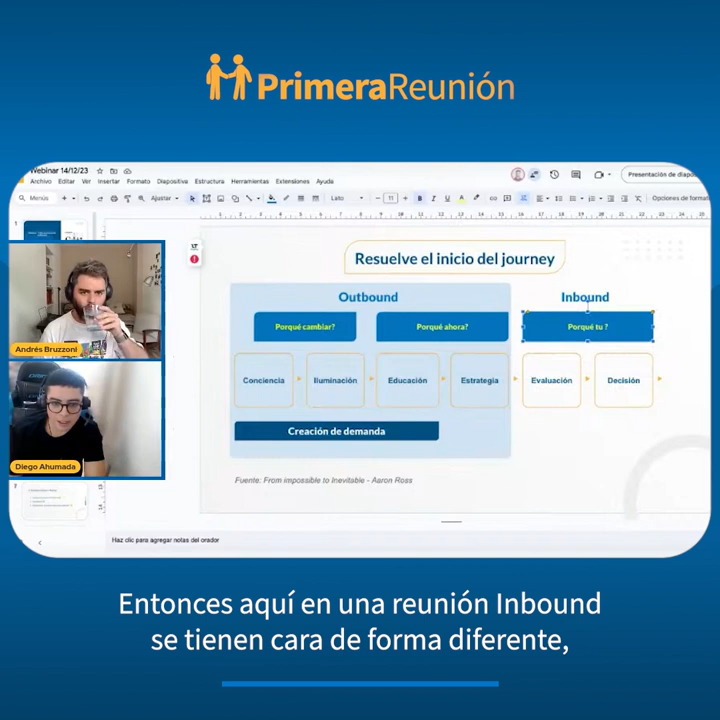 PrimeraReunión
Webinar 14/12/23
Archivo Editar Ver Insertar Formato Diapositiva Estructura Herramientas Extensiones Ayuda
Presentación de diapos
Menús Ajustar Lato 11 B I U A Opciones de format
Resuelve el inicio del journey
Outbound Inbound
Porqué cambiar? Porqué ahora? Porqué tu ?
Conciencia Iluminación Educación Estrategia Evaluación Decisión
Creación de demanda
Fuente: From impossible to Inevitable - Aaron Ross
Andrés Bruzzoni
Diego Ahumada
Haz clic para agregar notas del orador
Entonces aquí en una reunión Inbound
se tienen cara de forma diferente,